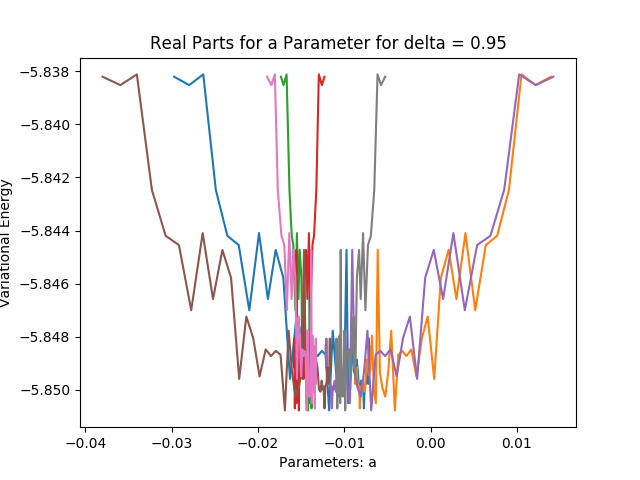 Real Parts for a Parameter for delta = 0.95
−5.838
−5.840
−5.842
−5.844
−5.846
−5.848
−5.850
Variational Energy
−0.04 −0.03 −0.02 −0.01 0.00 0.01
Parameters: a